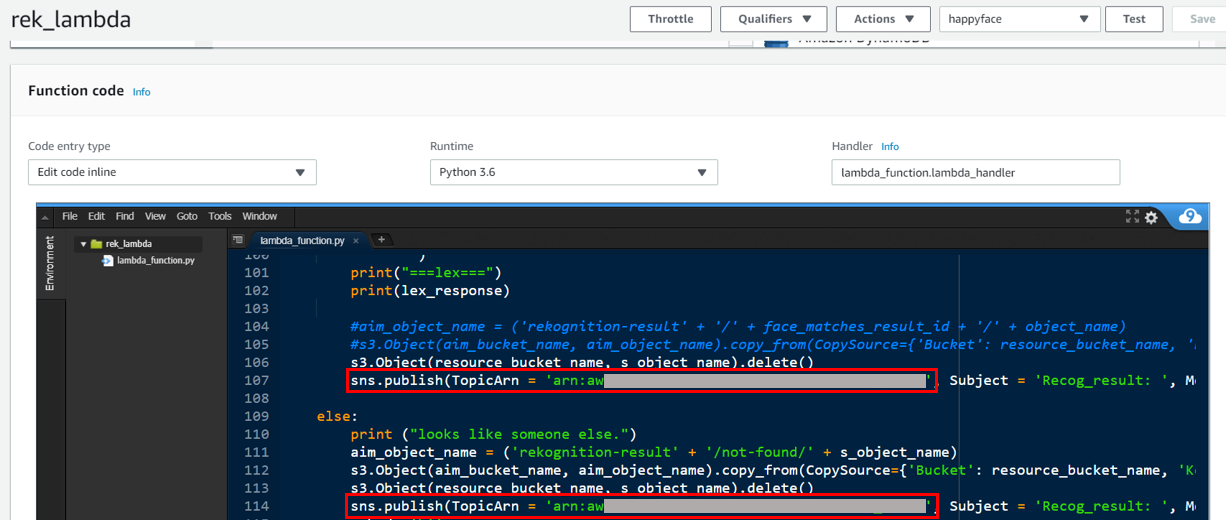 rek_lambda
Throttle
Qualifiers
Actions
happyface
Test
Save
Amazon DynamoDB
Function code Info
Code entry type
Edit code inline
Runtime
Python 3.6
Handler Info
lambda_function.lambda_handler
File Edit Find View Goto Tools Window
9
Environment
rek_lambda
lambda_function.py
lambda_function.py × +
100 )
101 print("===lex===")
102 print(lex_response)
103
104 #aim_object_name = ('rekognition-result' + '/' + face_matches_result_id + '/' + object_name)
105 #s3.Object(aim_bucket_name, aim_object_name).copy_from(CopySource={'Bucket': resource_bucket_name, '
106 s3.Object(resource_bucket_name, s_object_name).delete()
107 sns.publish(TopicArn = 'arn:aw ', Subject = 'Recog_result: ', M
108
109 else:
110 print ("looks like someone else.")
111 aim_object_name = ('rekognition-result' + '/not-found/' + s_object_name)
112 s3.Object(aim_bucket_name, aim_object_name).copy_from(CopySource={'Bucket': resource_bucket_name, 'K
113 s3.Object(resource_bucket_name, s_object_name).delete()
114 sns.publish(TopicArn = 'arn:aw ', Subject = 'Recog_result: ', M